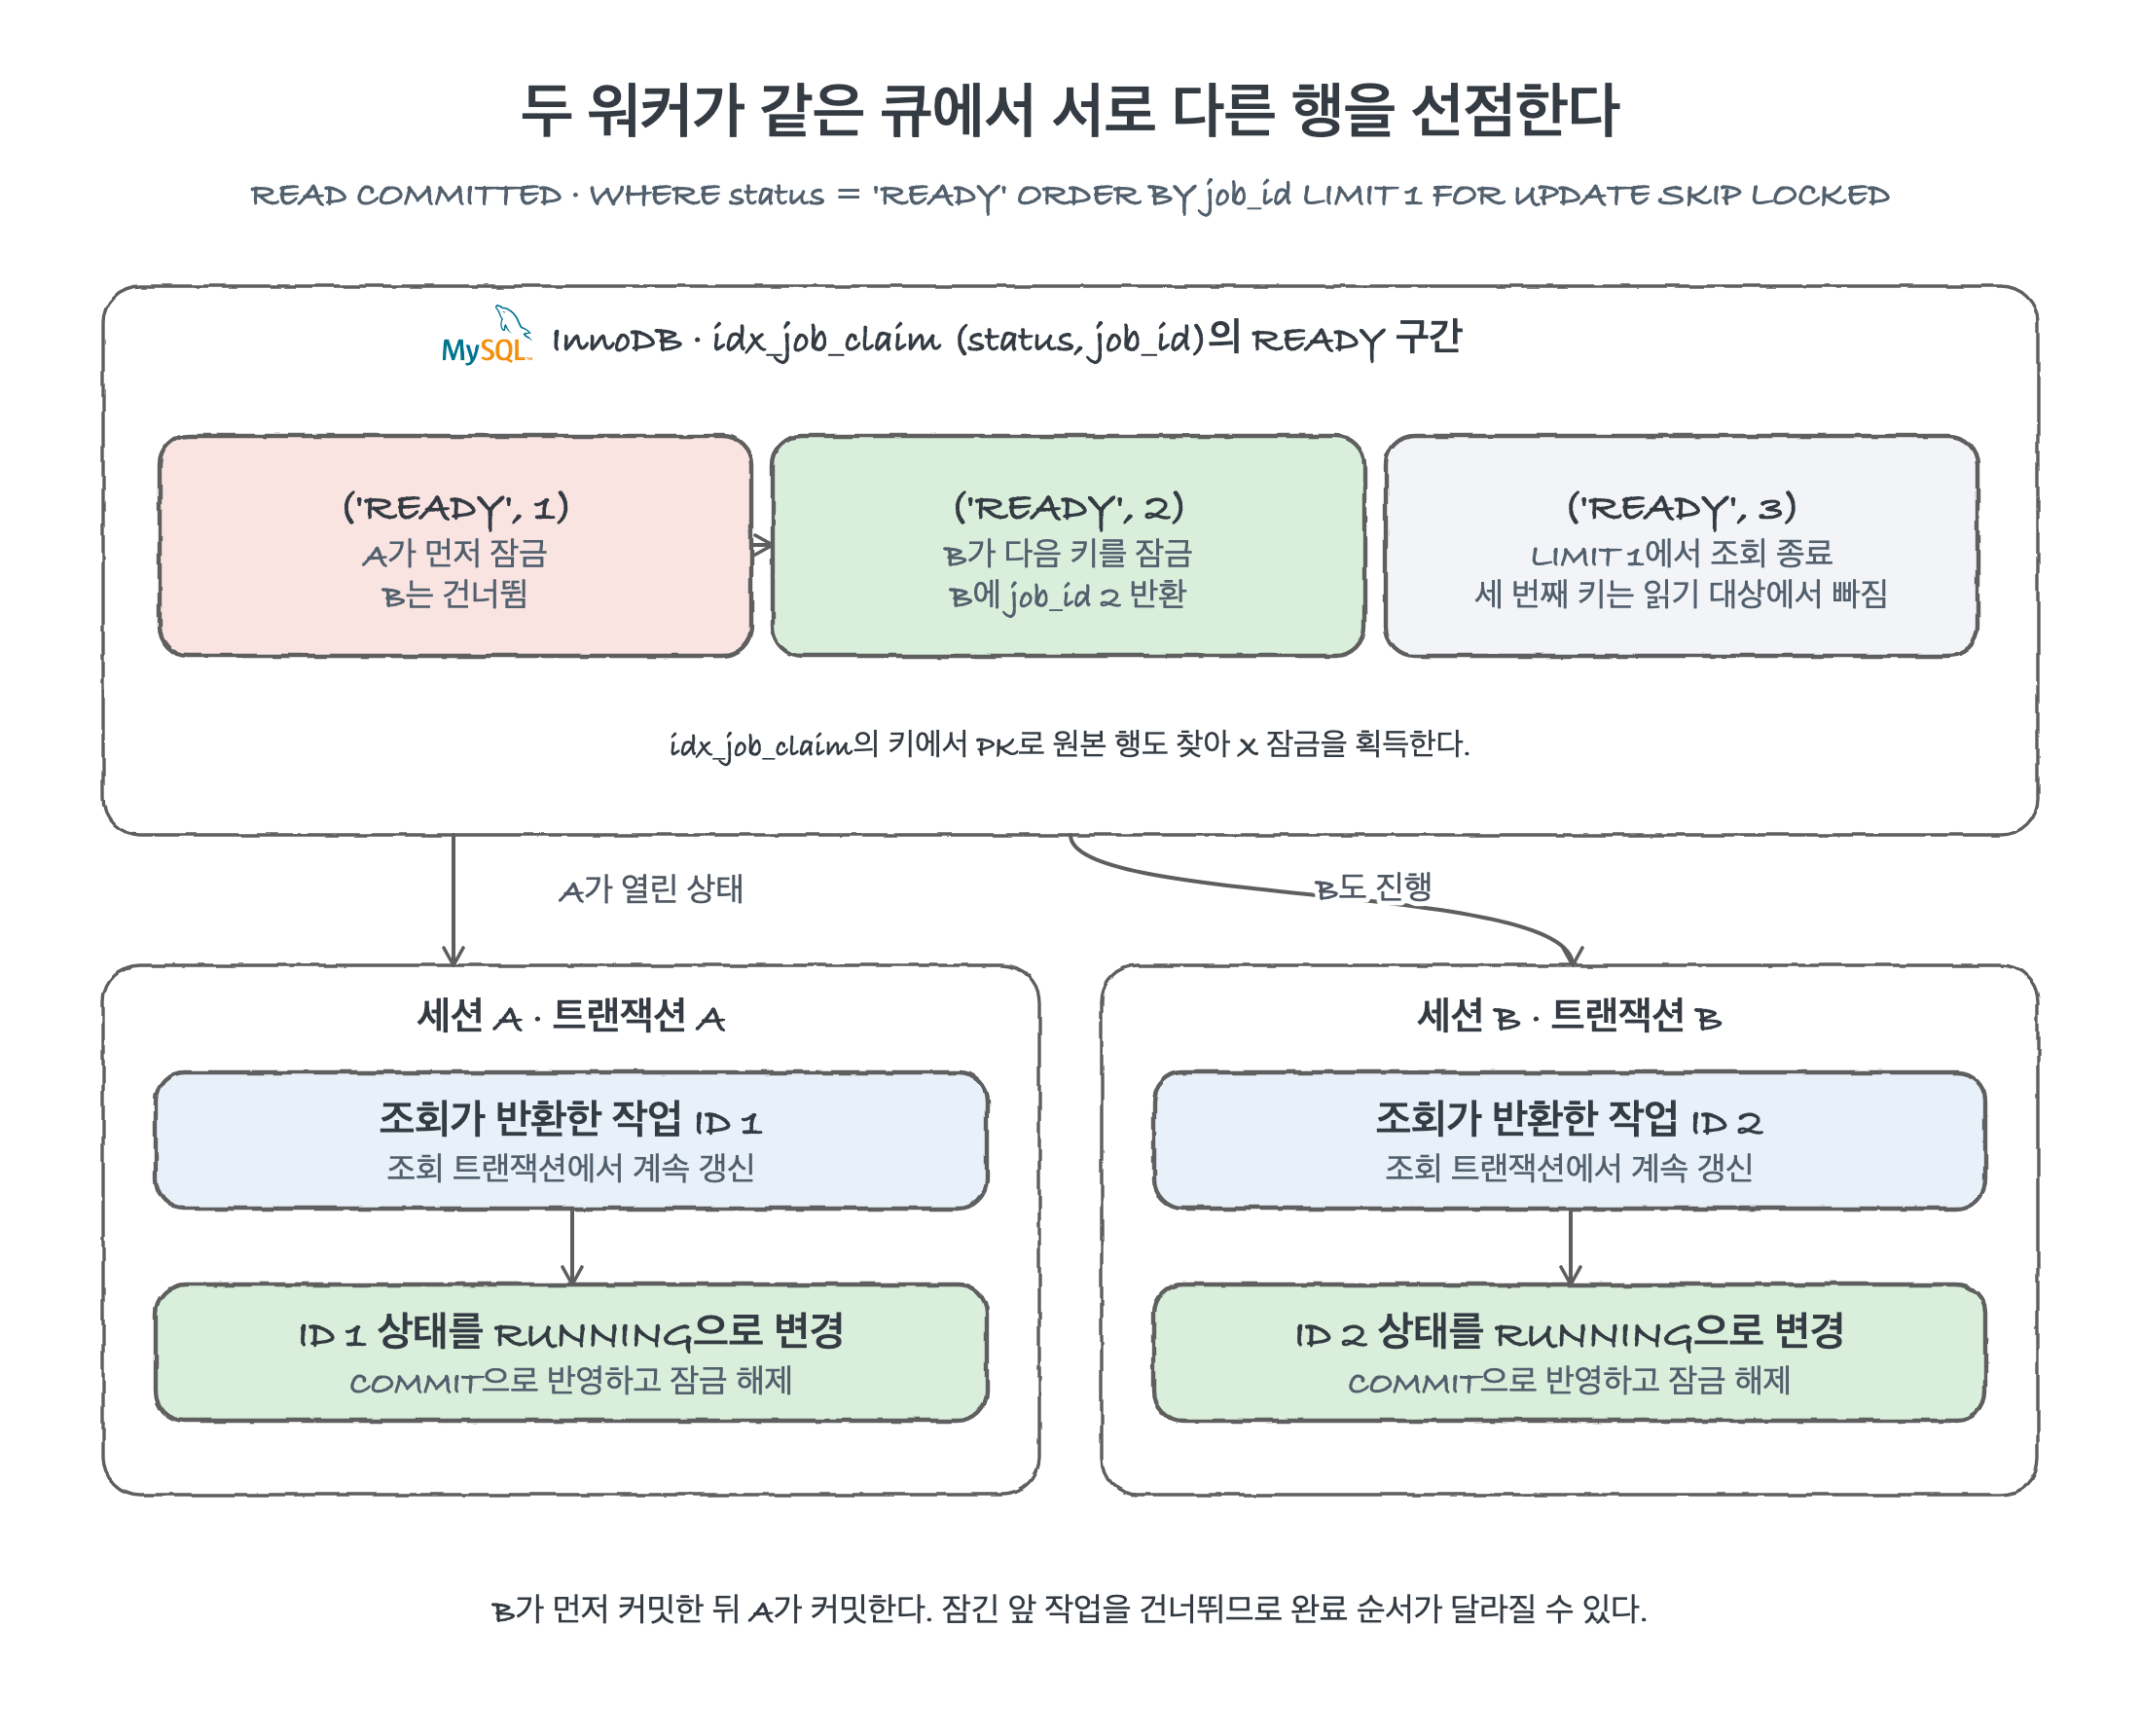 두 워커가 같은 큐에서 서로 다른 행을 선점한다
READ COMMITTED · WHERE status = 'READY' ORDER BY job_id LIMIT 1 FOR UPDATE SKIP LOCKED
MySQL™ InnoDB · idx_job_claim (status, job_id)의 READY 구간
('READY', 1)
A가 먼저 잠금
B는 건너뜀
('READY', 2)
B가 다음 키를 잠금
B에 job_id 2 반환
('READY', 3)
LIMIT 1에서 조회 종료
세 번째 키는 읽기 대상에서 빠짐
idx_job_claim의 키에서 PK로 원본 행도 찾아 X 잠금을 획득한다.
A가 열린 상태
B도 진행
세션 A · 트랜잭션 A
조회가 반환한 작업 ID 1
조회 트랜잭션에서 계속 갱신
ID 1 상태를 RUNNING으로 변경
COMMIT으로 반영하고 잠금 해제
세션 B · 트랜잭션 B
조회가 반환한 작업 ID 2
조회 트랜잭션에서 계속 갱신
ID 2 상태를 RUNNING으로 변경
COMMIT으로 반영하고 잠금 해제
B가 먼저 커밋한 뒤 A가 커밋한다. 잠긴 앞 작업을 건너뛰므로 완료 순서가 달라질 수 있다.